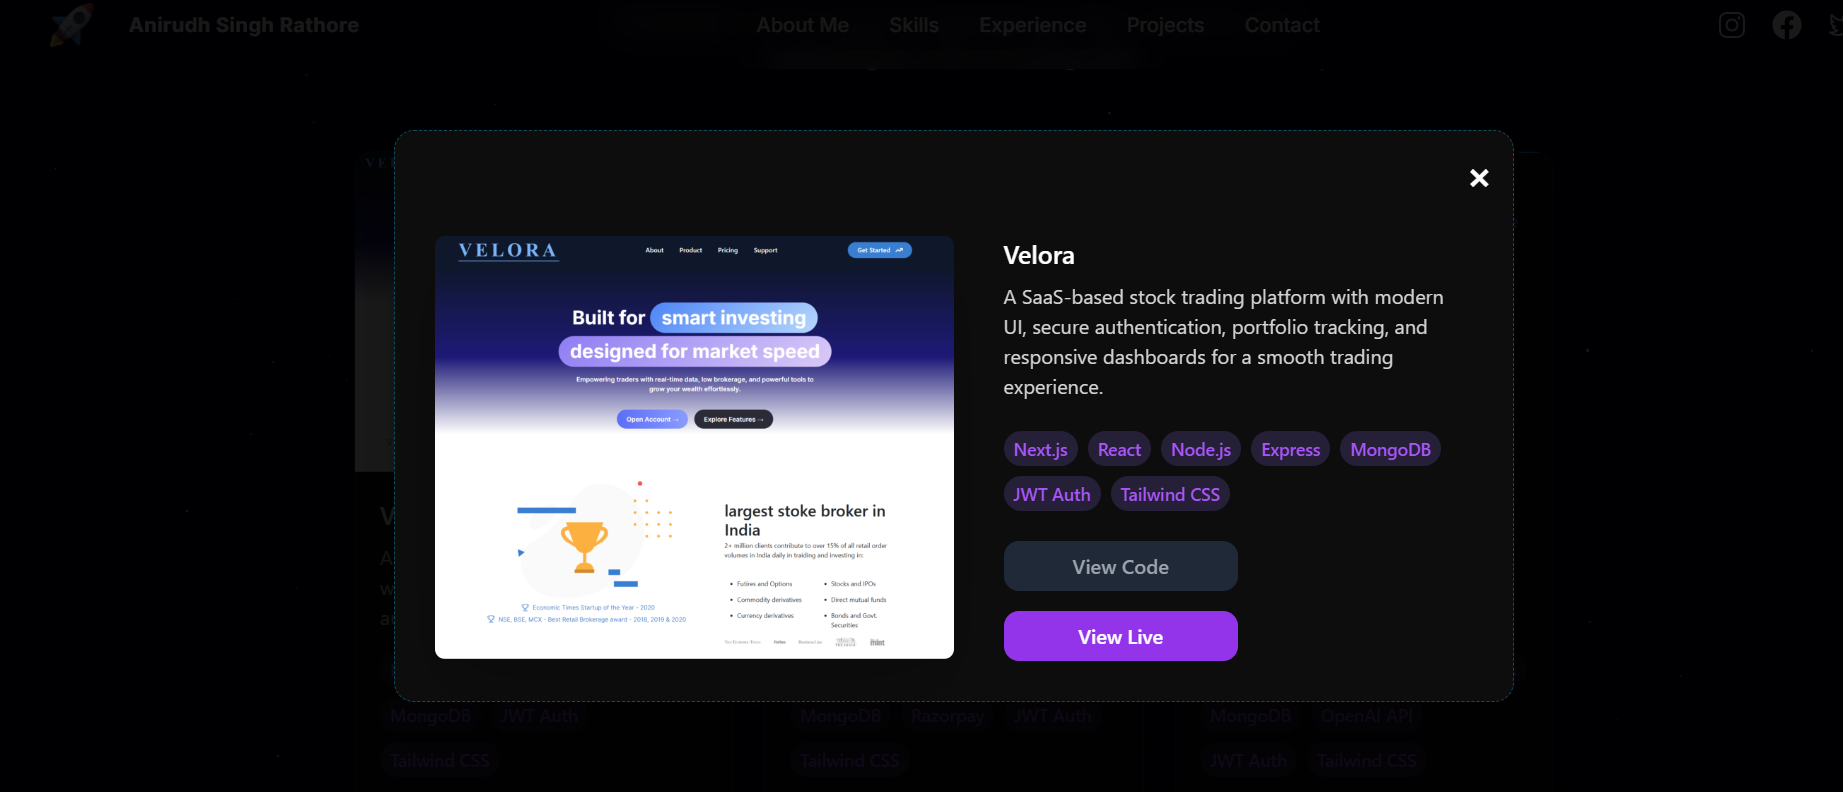 Anirudh Singh Rathore
About Me Skills Experience Projects Contact
Velora
A SaaS-based stock trading platform with modern
UI, secure authentication, portfolio tracking, and
responsive dashboards for a smooth trading
experience.
Next.js React Node.js Express MongoDB
JWT Auth Tailwind CSS
View Code
View Live
VELORA
About Product Pricing Support Get Started
Built for smart investing
designed for market speed
Empowering traders with real-time data, low brokerage, and powerful tools to
grow your wealth effortlessly.
Open Account → Explore Features →
largest stoke broker in
India
2+ million clients contribute to over 15% of all retail order
volumes in India daily in traiding and investing in:
• Futires and Options • Stocks and IPOs
• Commodity derivatives • Direct mutual funds
• Currency derivatives • Bonds and Govt.
Securities
Economic Times Startup of the Year - 2020
NSE, BSE, MCX - Best Retail Brokerage award - 2018, 2019 & 2020
mint
MongoDB JWT Auth MongoDB Razorpay JWT Auth MongoDB OpenAI API
Tailwind CSS Tailwind CSS JWT Auth Tailwind CSS